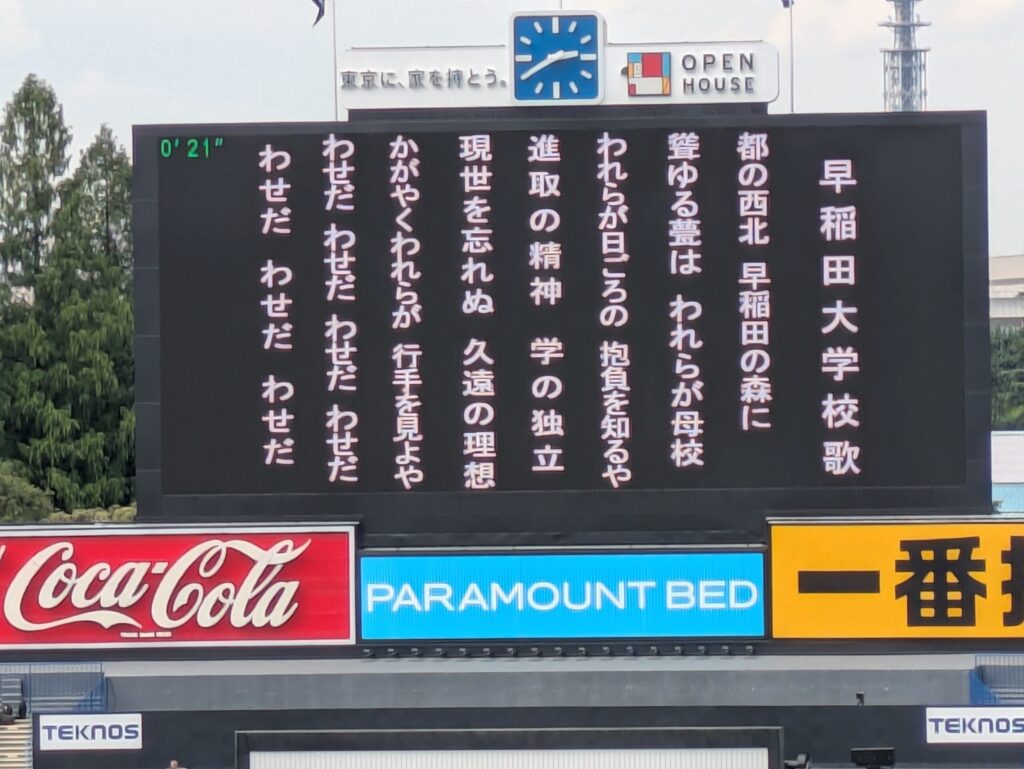 東京に、家を持とう。
OPEN
HOUSE
0'21"
早稲田大学校歌
都の西北 早稲田の森に
聳ゆる甍は われらが母校
われらが日ごろの 抱負を知るや
進取の精神 学の独立
現世を忘れぬ 久遠の理想
かがやくわれらが 行手を見よや
わせだ わせだ わせだ わせだ
わせだ わせだ わせだ
Coca-Cola
PARAMOUNT BED
一番
TEKNOS
TEKNOS